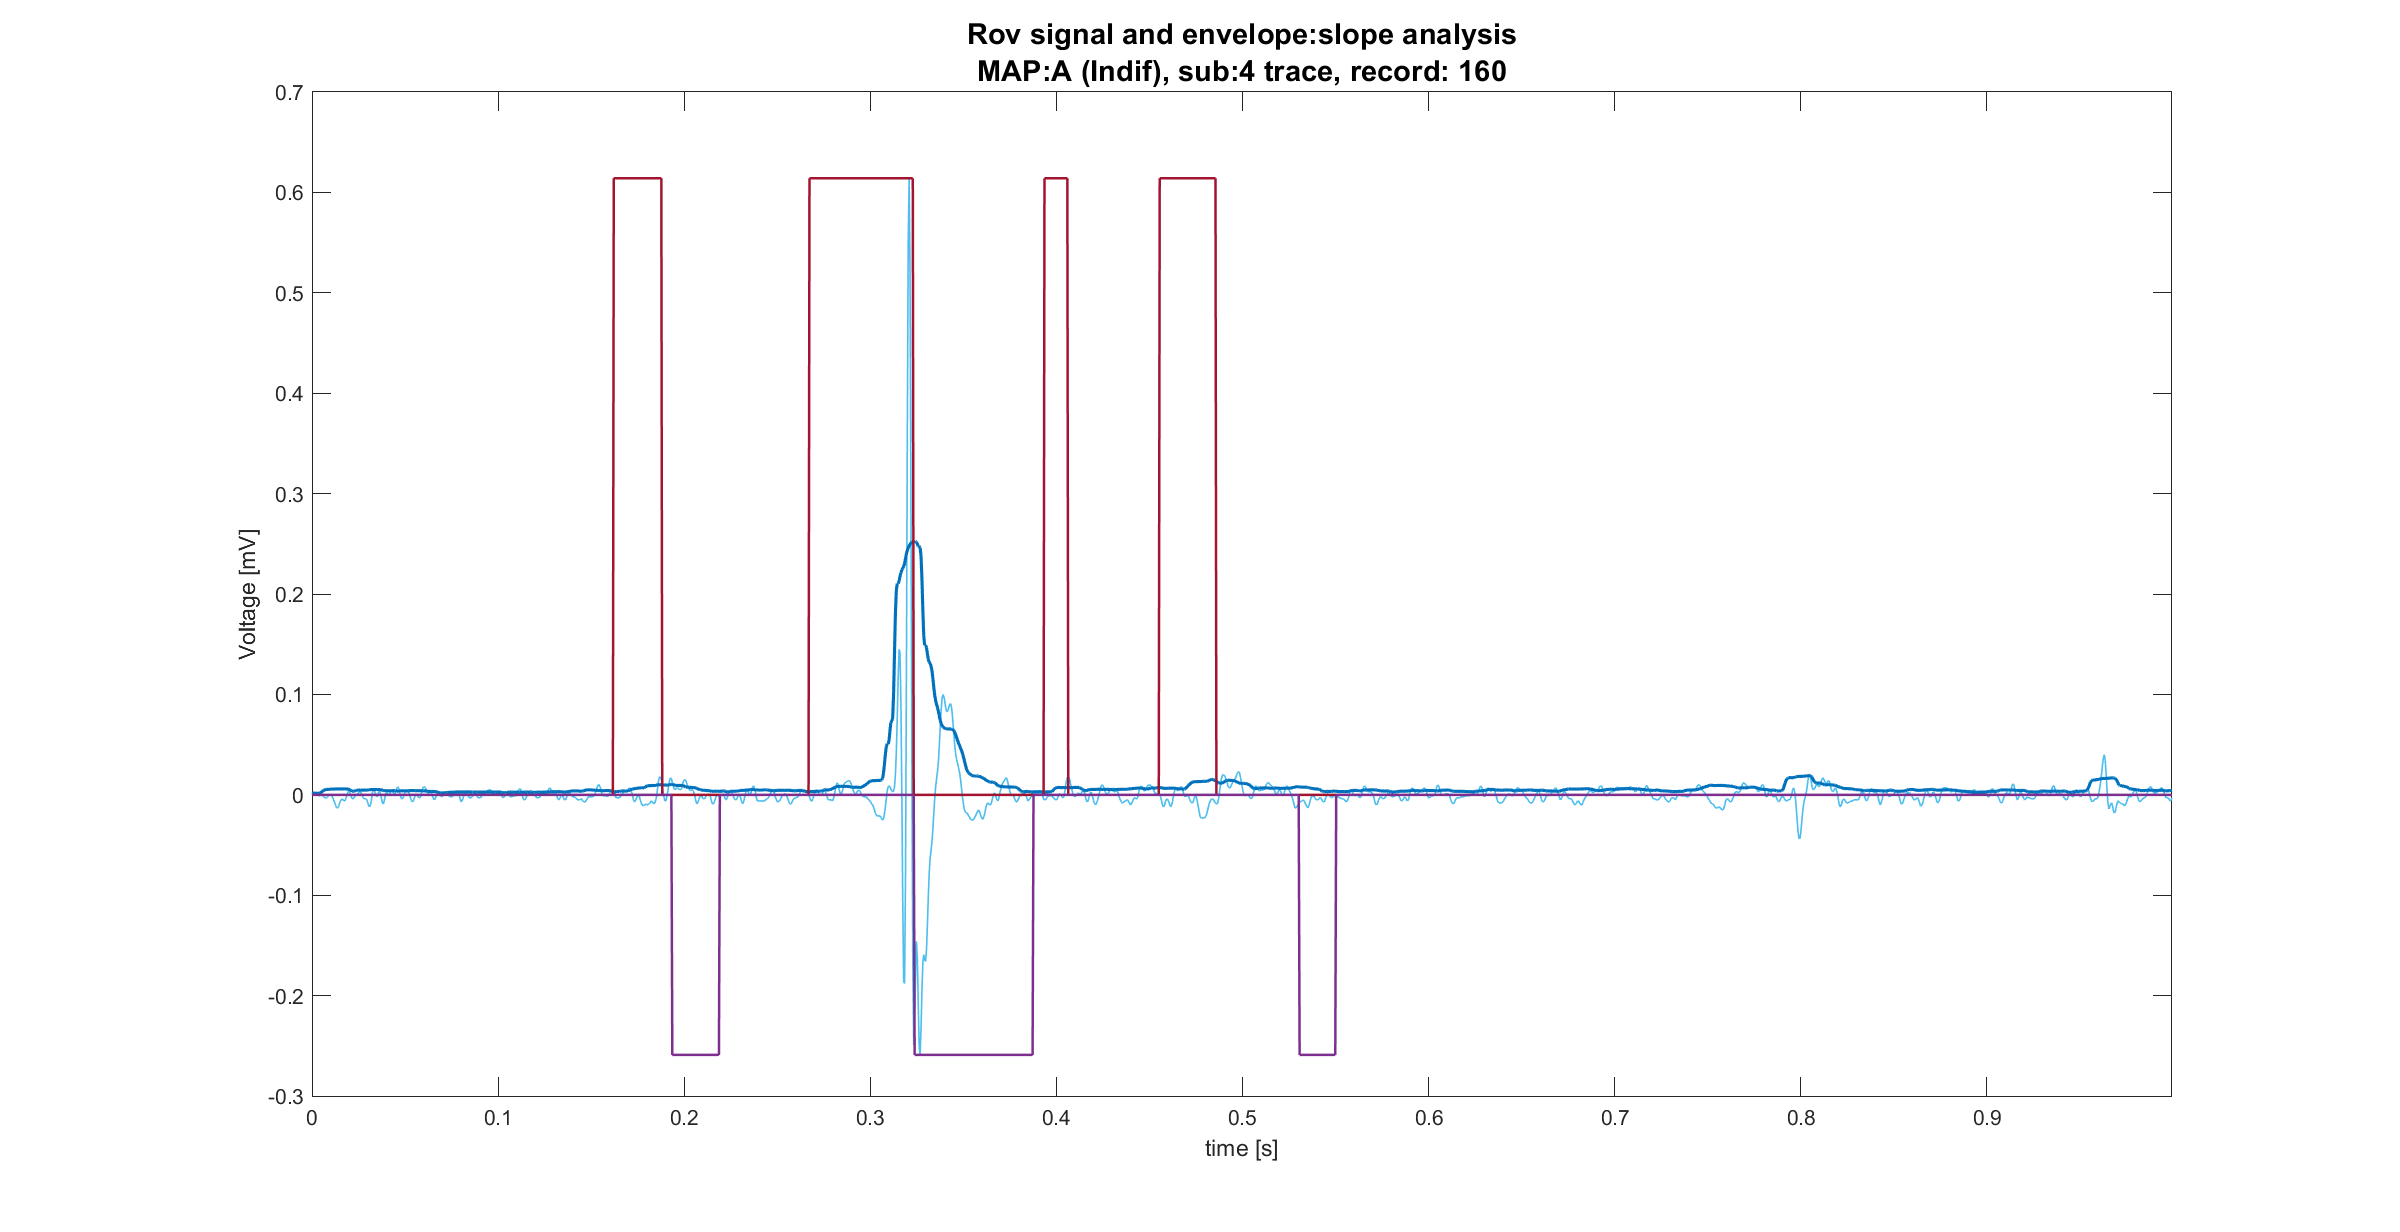 Rov signal and envelope:slope analysis
MAP:A (Indif), sub:4 trace, record: 160
0.7
0.6
0.5
0.4
0.3
0.2
0.1
0
-0.1
-0.2
-0.3
Voltage [mV]
0 0.1 0.2 0.3 0.4 0.5 0.6 0.7 0.8 0.9
time [s]